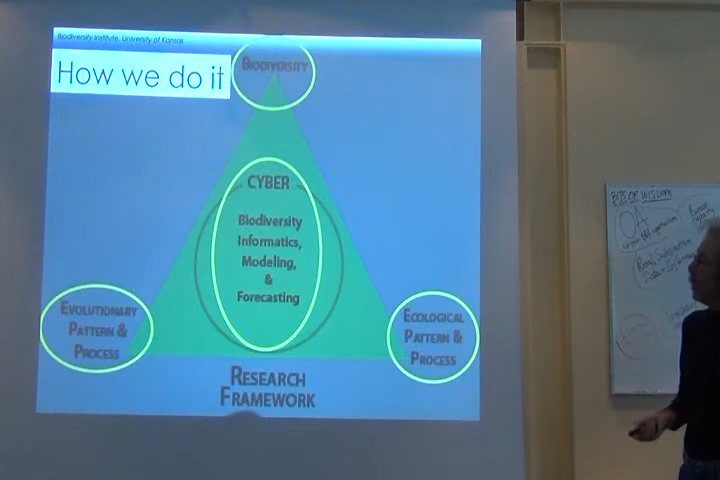 Biodiversity Institute, University of Kansas
How we do it
BIODIVERSITY
CYBER
Biodiversity
Informatics,
Modeling,
&
Forecasting
EVOLUTIONARY
PATTERN &
PROCESS
ECOLOGICAL
PATTERN &
PROCESS
RESEARCH
FRAMEWORK
BITS OF WISDOM
OA